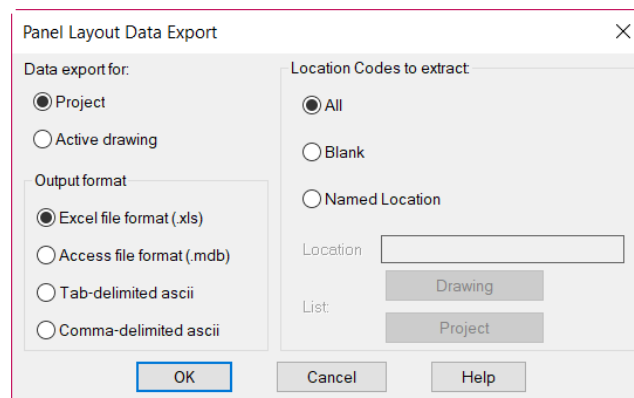 Panel Layout Data Export
Data export for:
Project
Active drawing
Output format
Excel file format (.xls)
Access file format (.mdb)
Tab-delimited ascii
Comma-delimited ascii
Location Codes to extract:
All
Blank
Named Location
Location
List:
Drawing
Project
OK
Cancel
Help